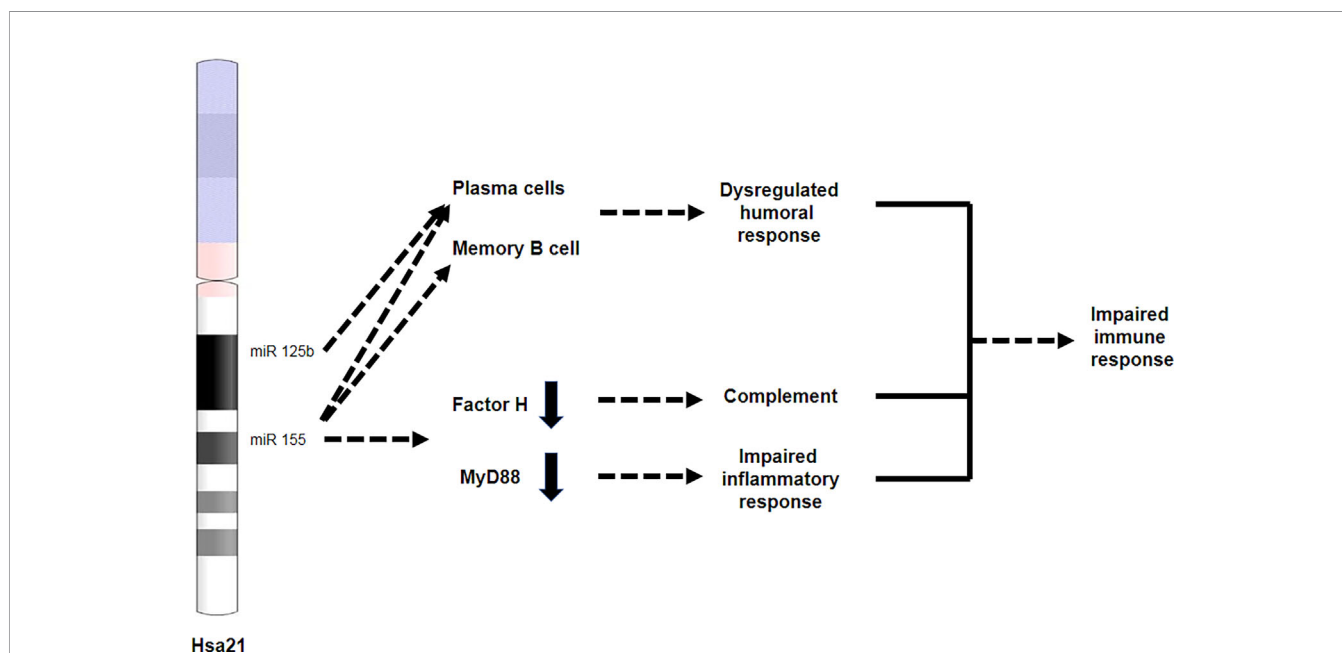 Plasma cells
Dysregulated
humoral
response
Memory B cell
Impaired
immune
response
miR 125b
Factor H
Complement
miR 155
MyD88
Impaired
inflammatory
response
Hsa21